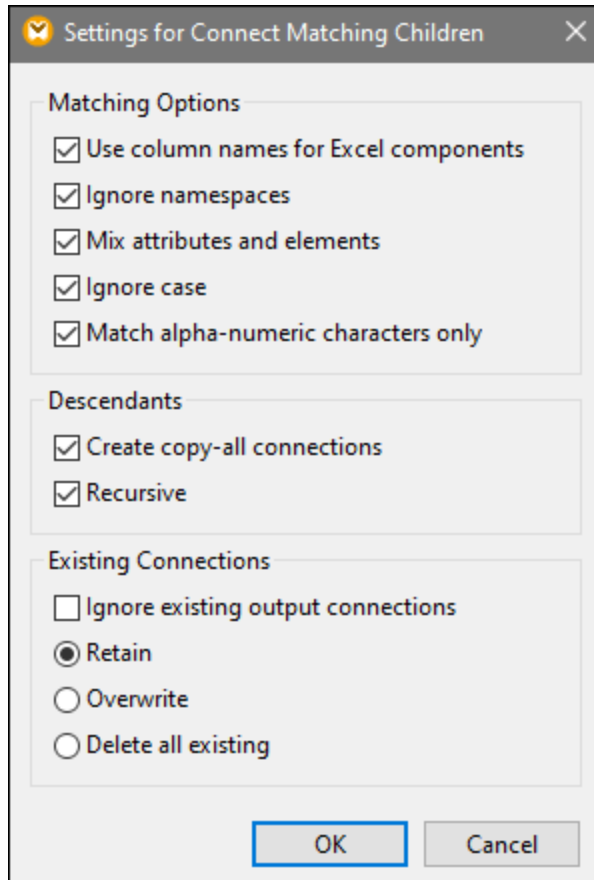 Settings for Connect Matching Children
Matching Options
Use column names for Excel components
Ignore namespaces
Mix attributes and elements
Ignore case
Match alpha-numeric characters only
Descendants
Create copy-all connections
Recursive
Existing Connections
Ignore existing output connections
Retain
Overwrite
Delete all existing
OK Cancel